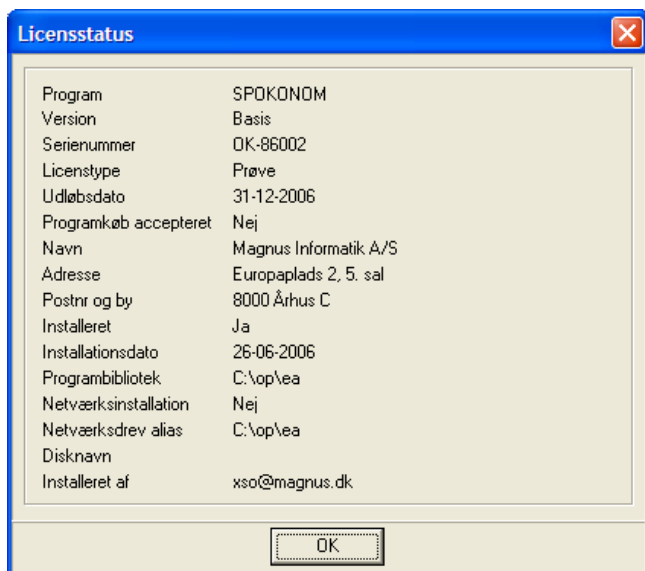 Licensstatus
Program SPOKONOM
Version Basis
Serienummer OK-86002
Licenstype Prøve
Udløbsdato 31-12-2006
Programkøb accepteret Nej
Navn Magnus Informatik A/S
Adresse Europaplads 2, 5. sal
Postnr og by 8000 Århus C
Installeret Ja
Installationsdato 26-06-2006
Programbibliotek C:\op\ea
Netværksinstallation Nej
Netværksdrev alias C:\op\ea
Disknavn
Installeret af xso@magnus.dk
OK